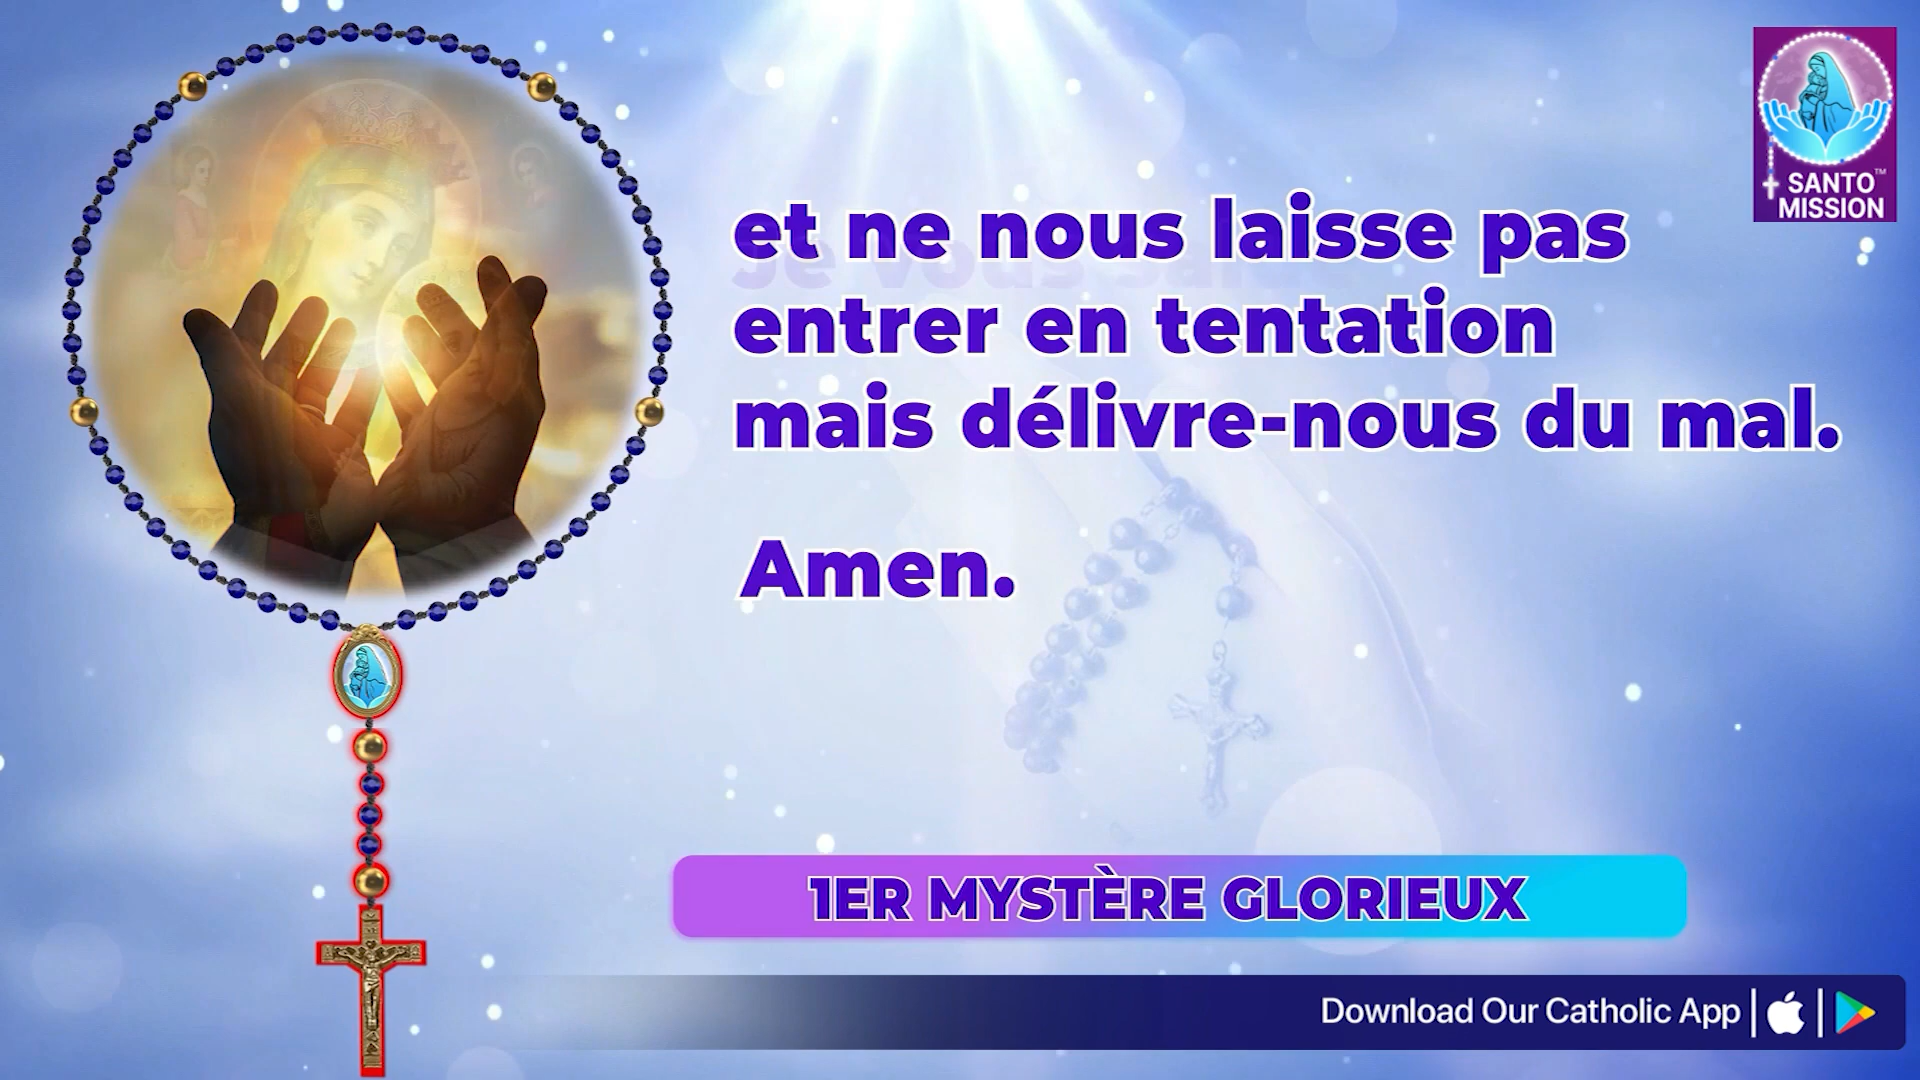 et ne nous laisse pas
entrer en tentation
mais délivre-nous du mal.
Amen.
1ER MYSTÈRE GLORIEUX
SANTO™
MISSION
Download Our Catholic App